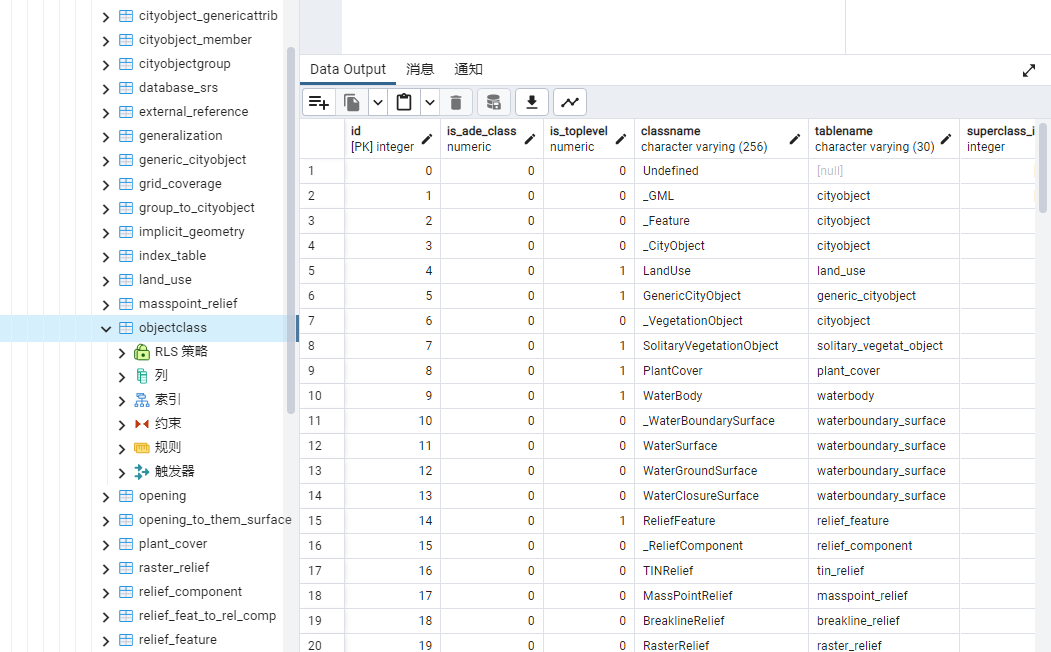 cityobject_genericattrib
cityobject_member
cityobjectgroup
database_srs
external_reference
generalization
generic_cityobject
grid_coverage
group_to_cityobject
implicit_geometry
index_table
land_use
masspoint_relief
objectclass
RLS 策略
列
索引
约束
规则
触发器
opening
opening_to_them_surface
plant_cover
raster_relief
relief_component
relief_feat_to_rel_comp
relief_feature
Data Output 消息 通知
id is_ade_class is_toplevel classname tablename superclass_i
[PK] integer numeric numeric character varying (256) character varying (30) integer
1 0 0 0 Undefined [null]
2 1 0 0 _GML cityobject
3 2 0 0 _Feature cityobject
4 3 0 0 _CityObject cityobject
5 4 0 1 LandUse land_use
6 5 0 1 GenericCityObject generic_cityobject
7 6 0 0 _VegetationObject cityobject
8 7 0 1 SolitaryVegetationObject solitary_vegetat_object
9 8 0 1 PlantCover plant_cover
10 9 0 1 WaterBody waterbody
11 10 0 0 _WaterBoundarySurface waterboundary_surface
12 11 0 0 WaterSurface waterboundary_surface
13 12 0 0 WaterGroundSurface waterboundary_surface
14 13 0 0 WaterClosureSurface waterboundary_surface
15 14 0 1 ReliefFeature relief_feature
16 15 0 0 _ReliefComponent relief_component
17 16 0 0 TINRelief tin_relief
18 17 0 0 MassPointRelief masspoint_relief
19 18 0 0 BreaklineRelief breakline_relief
20 19 0 0 RasterRelief raster_relief